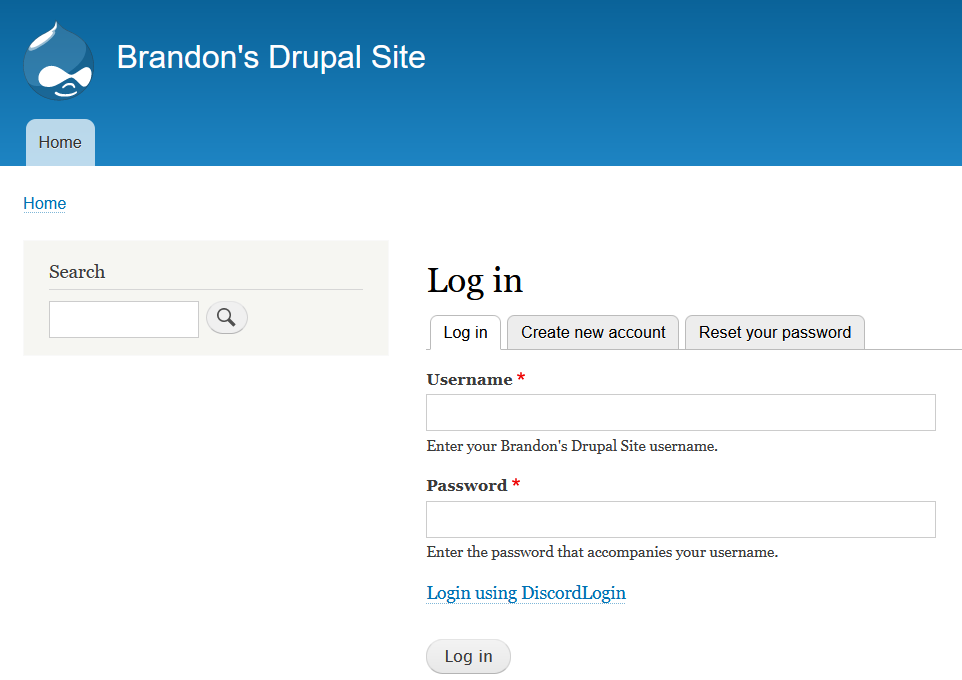 Brandon's Drupal Site
Home
Home
Search
Log in
Log in
Create new account
Reset your password
Username *
Enter your Brandon's Drupal Site username.
Password *
Enter the password that accompanies your username.
Login using DiscordLogin
Log in